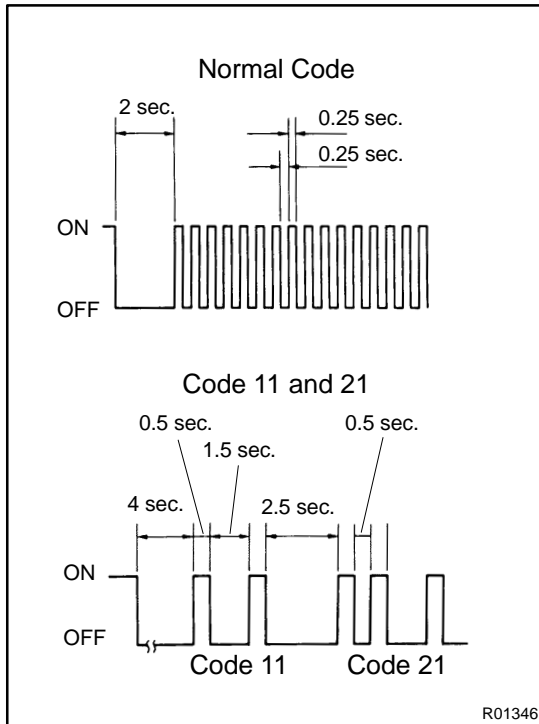 Normal Code
2 sec.
0.25 sec.
0.25 sec.
ON
OFF
Code 11 and 21
0.5 sec.
0.5 sec.
1.5 sec.
4 sec.
2.5 sec.
ON
OFF
Code 11
Code 21
R01346